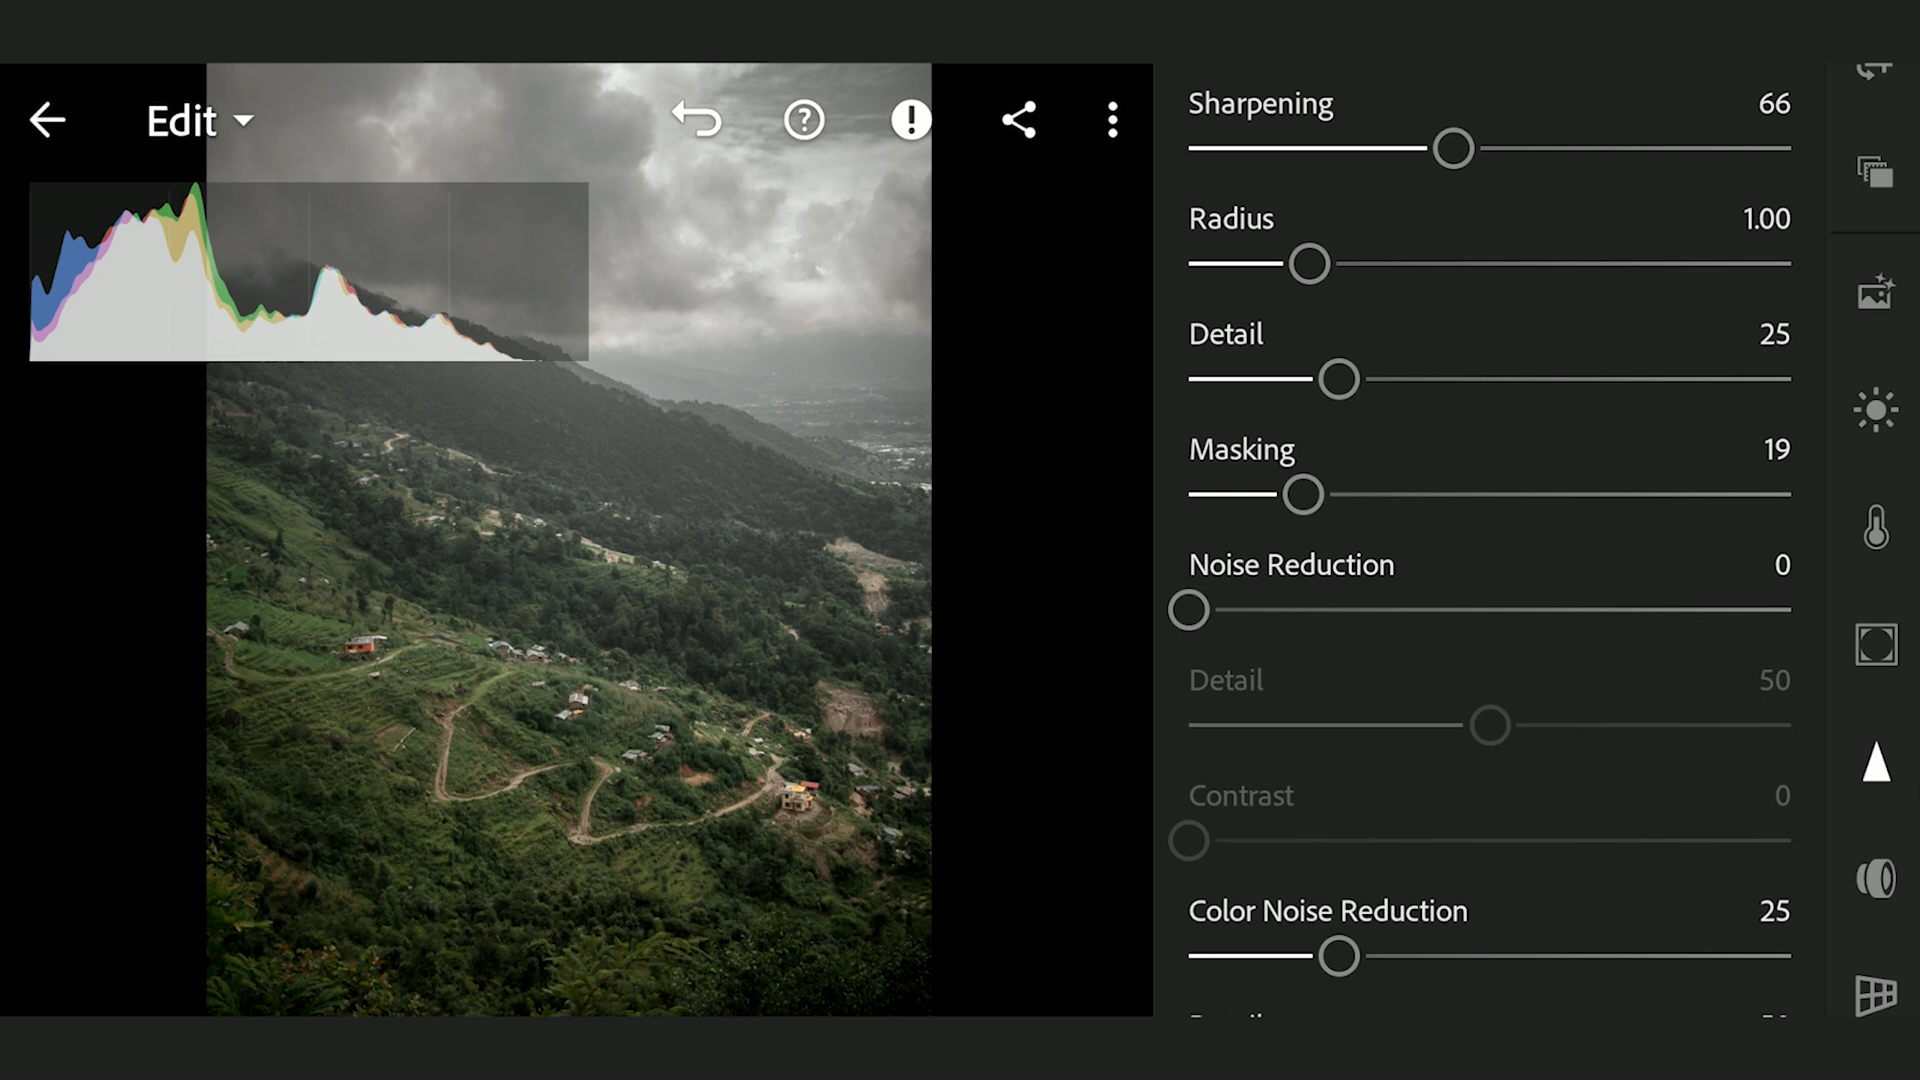 Edit
Sharpening 66
Radius 1.00
Detail 25
Masking 19
Noise Reduction 0
Detail 50
Contrast 0
Color Noise Reduction 25